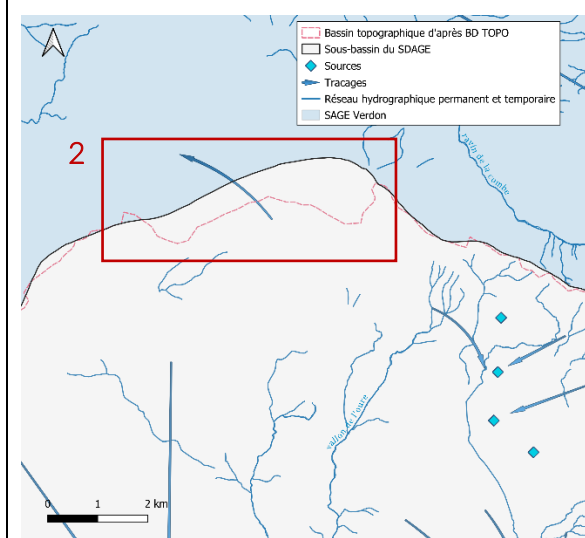 Bassin topographique d'après BD TOPO
Sous-bassin du SDAGE
Sources
Tracages
Réseau hydrographique permanent et temporaire
SAGE Verdon
2
ravin de la combe
vallon de l'oure
0 1 2 km